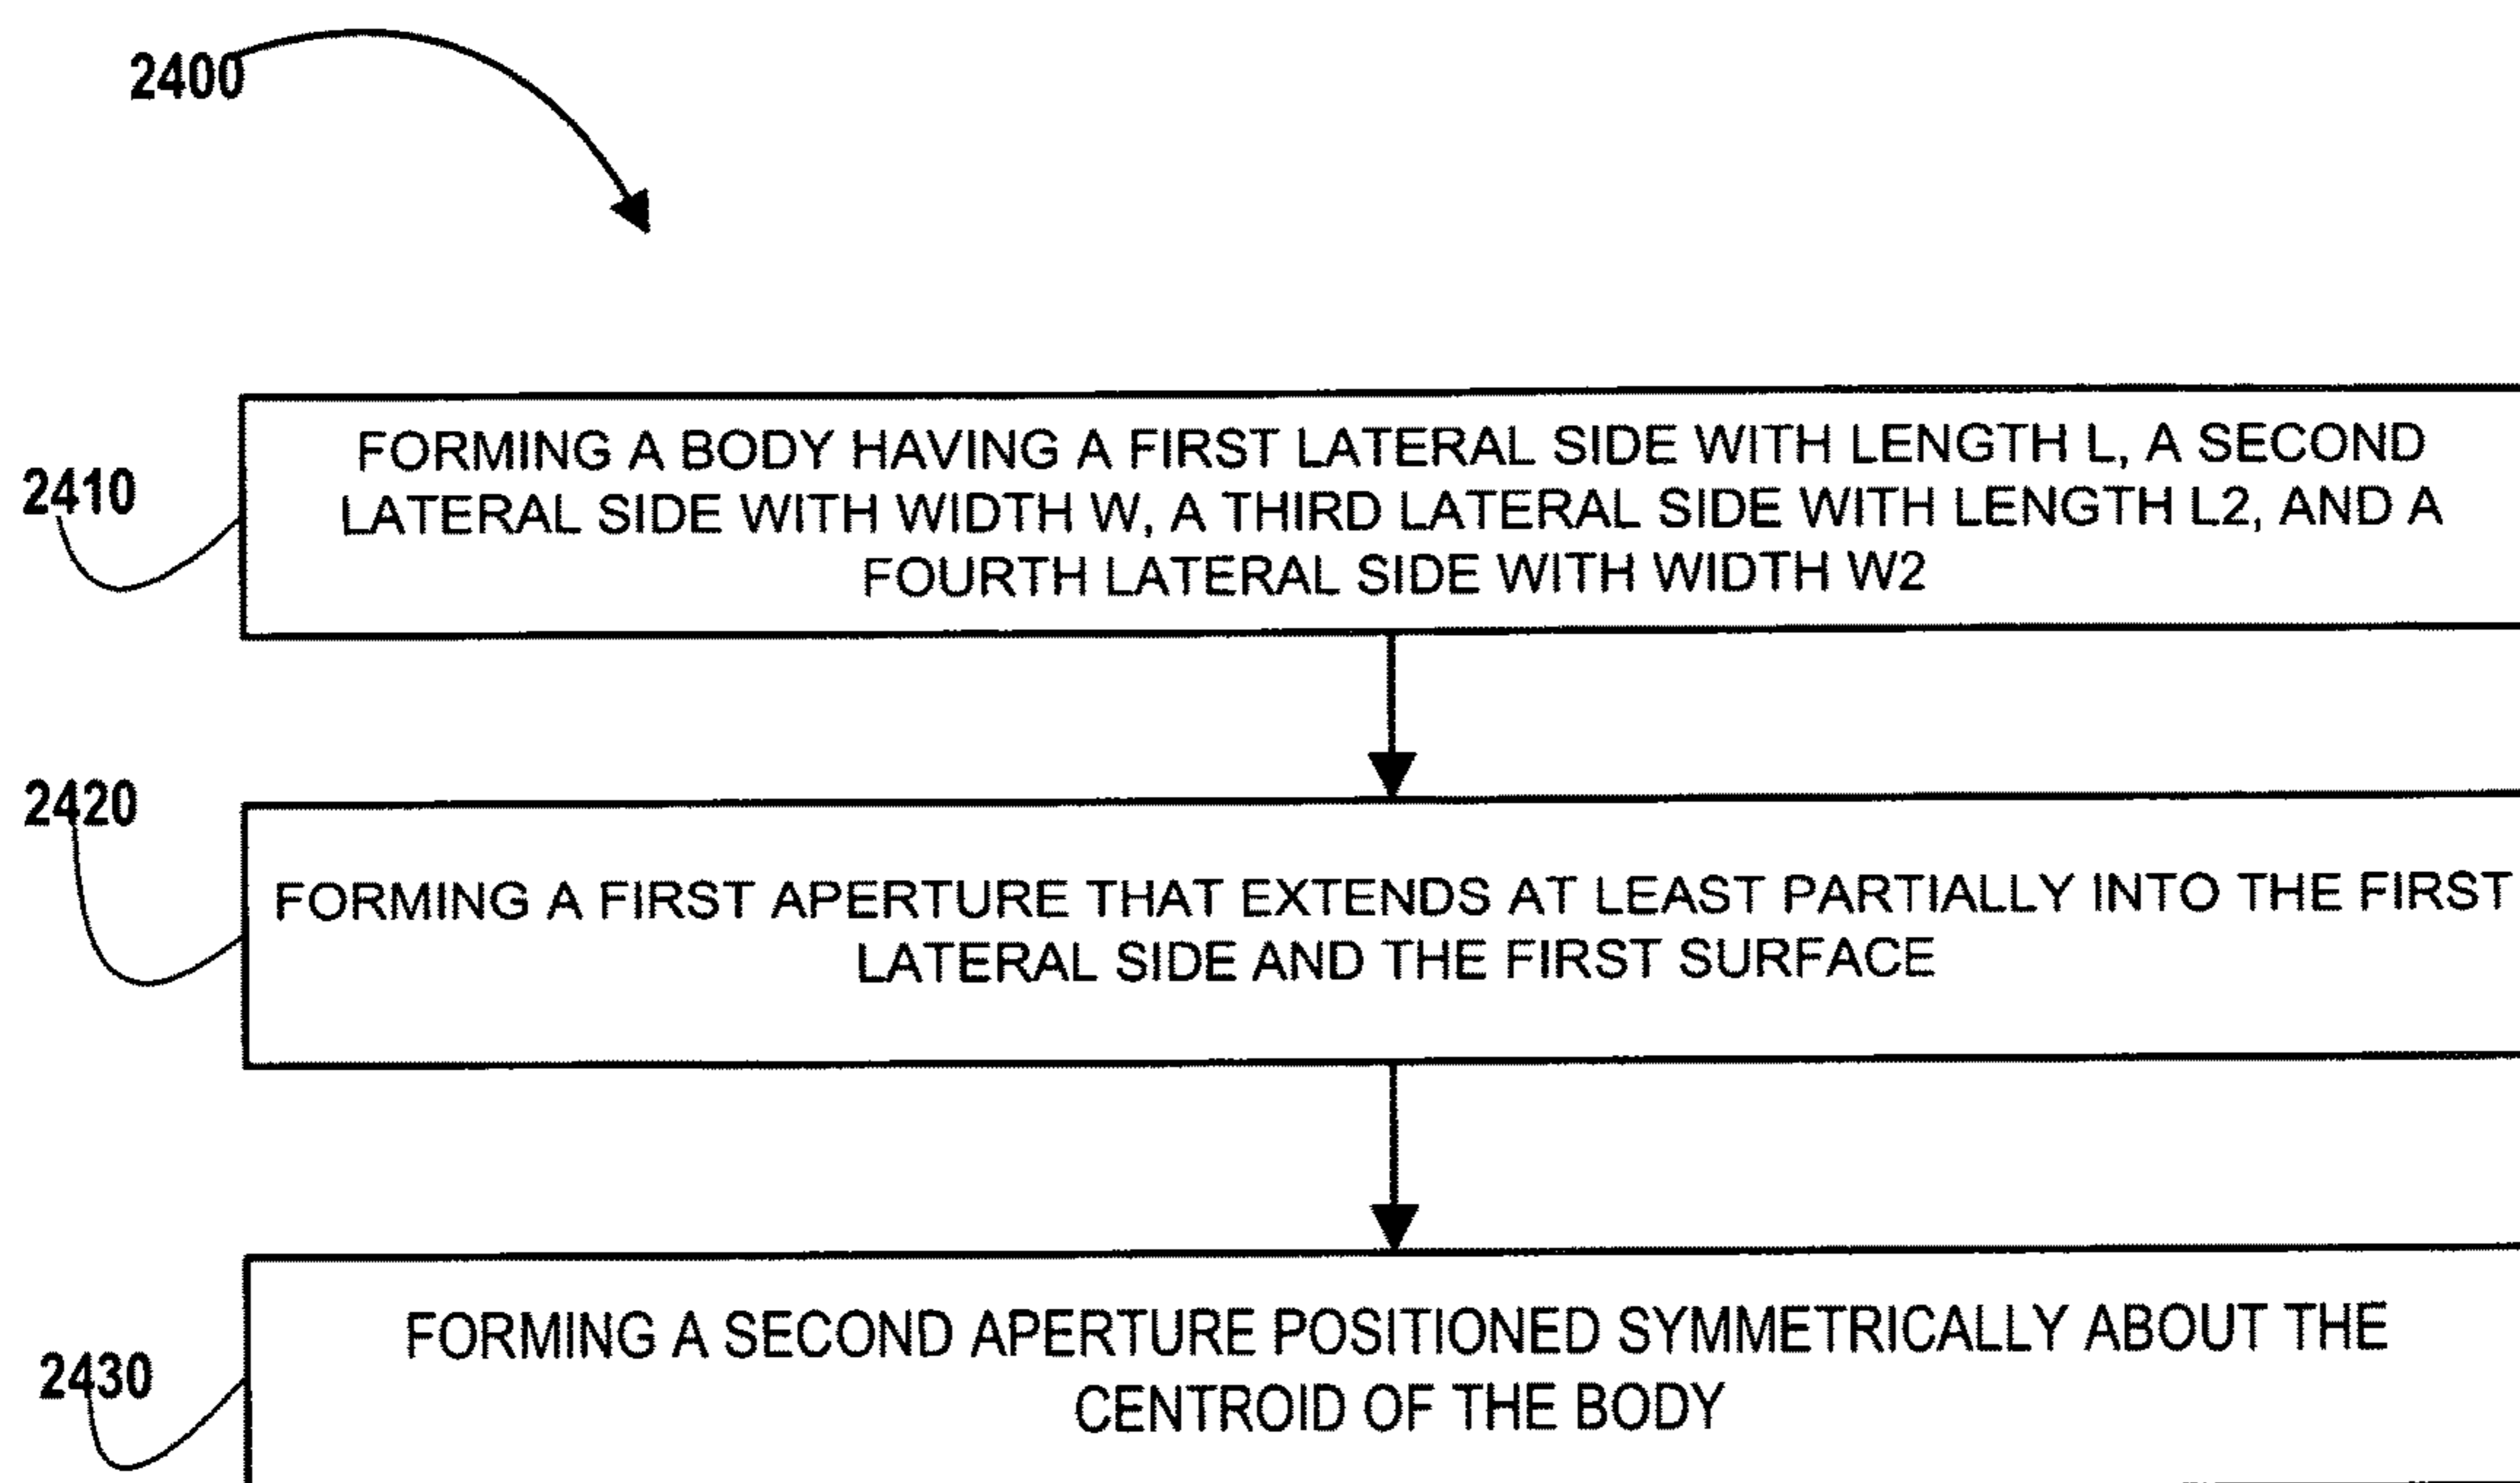 2400
2410
FORMING A BODY HAVING A FIRST LATERAL SIDE WITH LENGTH L, A SECOND
LATERAL SIDE WITH WIDTH W, A THIRD LATERAL SIDE WITH LENGTH L2, AND A
FOURTH LATERAL SIDE WITH WIDTH W2
2420
FORMING A FIRST APERTURE THAT EXTENDS AT LEAST PARTIALLY INTO THE FIRST
LATERAL SIDE AND THE FIRST SURFACE
2430
FORMING A SECOND APERTURE POSITIONED SYMMETRICALLY ABOUT THE
CENTROID OF THE BODY